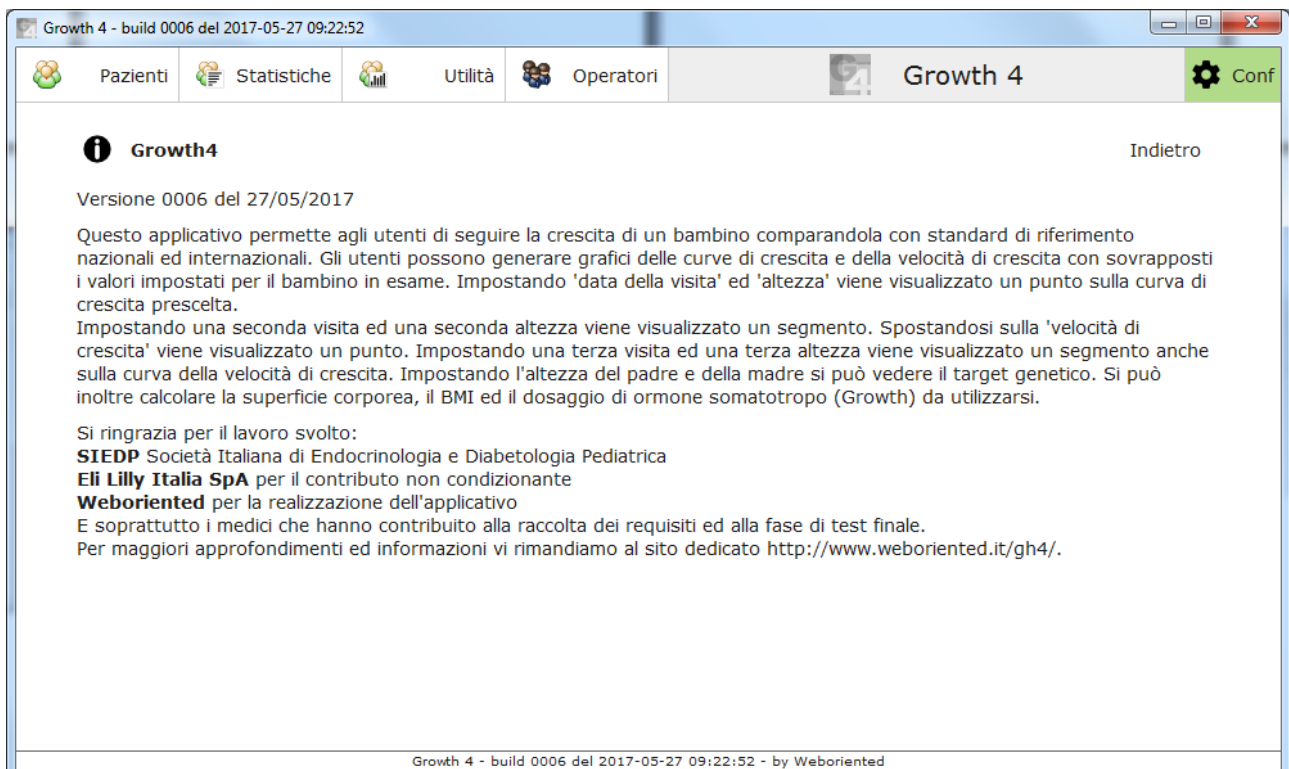 Growth 4 - build 0006 del 2017-05-27 09:22:52
Pazienti Statistiche Utilità Operatori G4 Growth 4 Conf
Growth4 Indietro
Versione 0006 del 27/05/2017
Questo applicativo permette agli utenti di seguire la crescita di un bambino comparandola con standard di riferimento
nazionali ed internazionali. Gli utenti possono generare grafici delle curve di crescita e della velocità di crescita con sovrapposti
i valori impostati per il bambino in esame. Impostando 'data della visita' ed 'altezza' viene visualizzato un punto sulla curva di
crescita prescelta.
Impostando una seconda visita ed una seconda altezza viene visualizzato un segmento. Spostandosi sulla 'velocità di
crescita' viene visualizzato un punto. Impostando una terza visita ed una terza altezza viene visualizzato un segmento anche
sulla curva della velocità di crescita. Impostando l'altezza del padre e della madre si può vedere il target genetico. Si può
inoltre calcolare la superficie corporea, il BMI ed il dosaggio di ormone somatotropo (Growth) da utilizzarsi.
Si ringrazia per il lavoro svolto:
SIEDP Società Italiana di Endocrinologia e Diabetologia Pediatrica
Eli Lilly Italia SpA per il contributo non condizionante
Weboriented per la realizzazione dell'applicativo
E soprattutto i medici che hanno contribuito alla raccolta dei requisiti ed alla fase di test finale.
Per maggiori approfondimenti ed informazioni vi rimandiamo al sito dedicato http://www.weboriented.it/gh4/.
Growth 4 - build 0006 del 2017-05-27 09:22:52 - by Weboriented